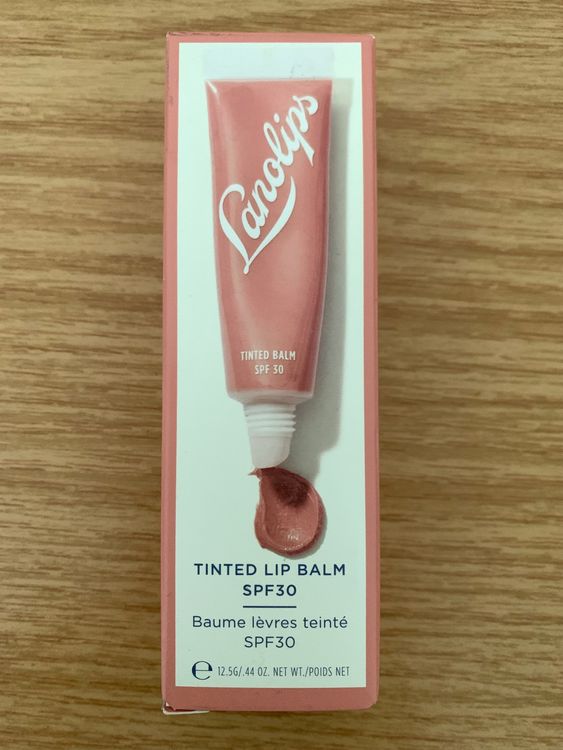 Lanolips
TINTED BALM
SPF 30
TINTED LIP BALM
SPF30
Baume lèvres teinté
SPF30
℮ 12.5G/.44 OZ. NET WT./POIDS NET